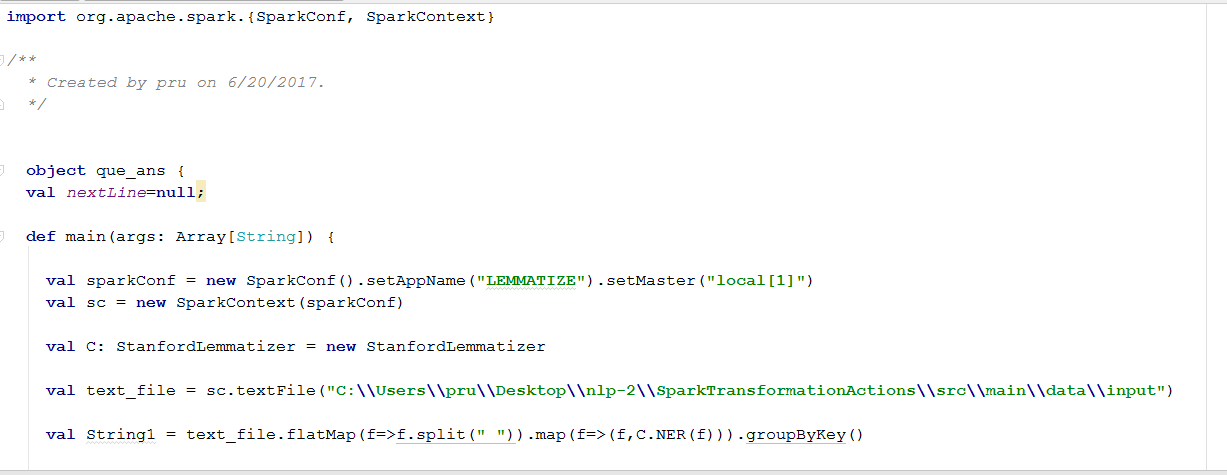 import org.apache.spark.{SparkConf, SparkContext}
/**
* Created by pru on 6/20/2017.
*/
object que_ans {
val nextLine=null;
def main(args: Array[String]) {
val sparkConf = new SparkConf().setAppName("LEMMATIZE").setMaster("local[1]")
val sc = new SparkContext(sparkConf)
val C: StanfordLemmatizer = new StanfordLemmatizer
val text_file = sc.textFile("C:\\Users\\pru\\Desktop\\nlp-2\\SparkTransformationActions\\src\\main\\data\\input")
val String1 = text_file.flatMap(f=>f.split(" ")).map(f=>(f,C.NER(f))).groupByKey()